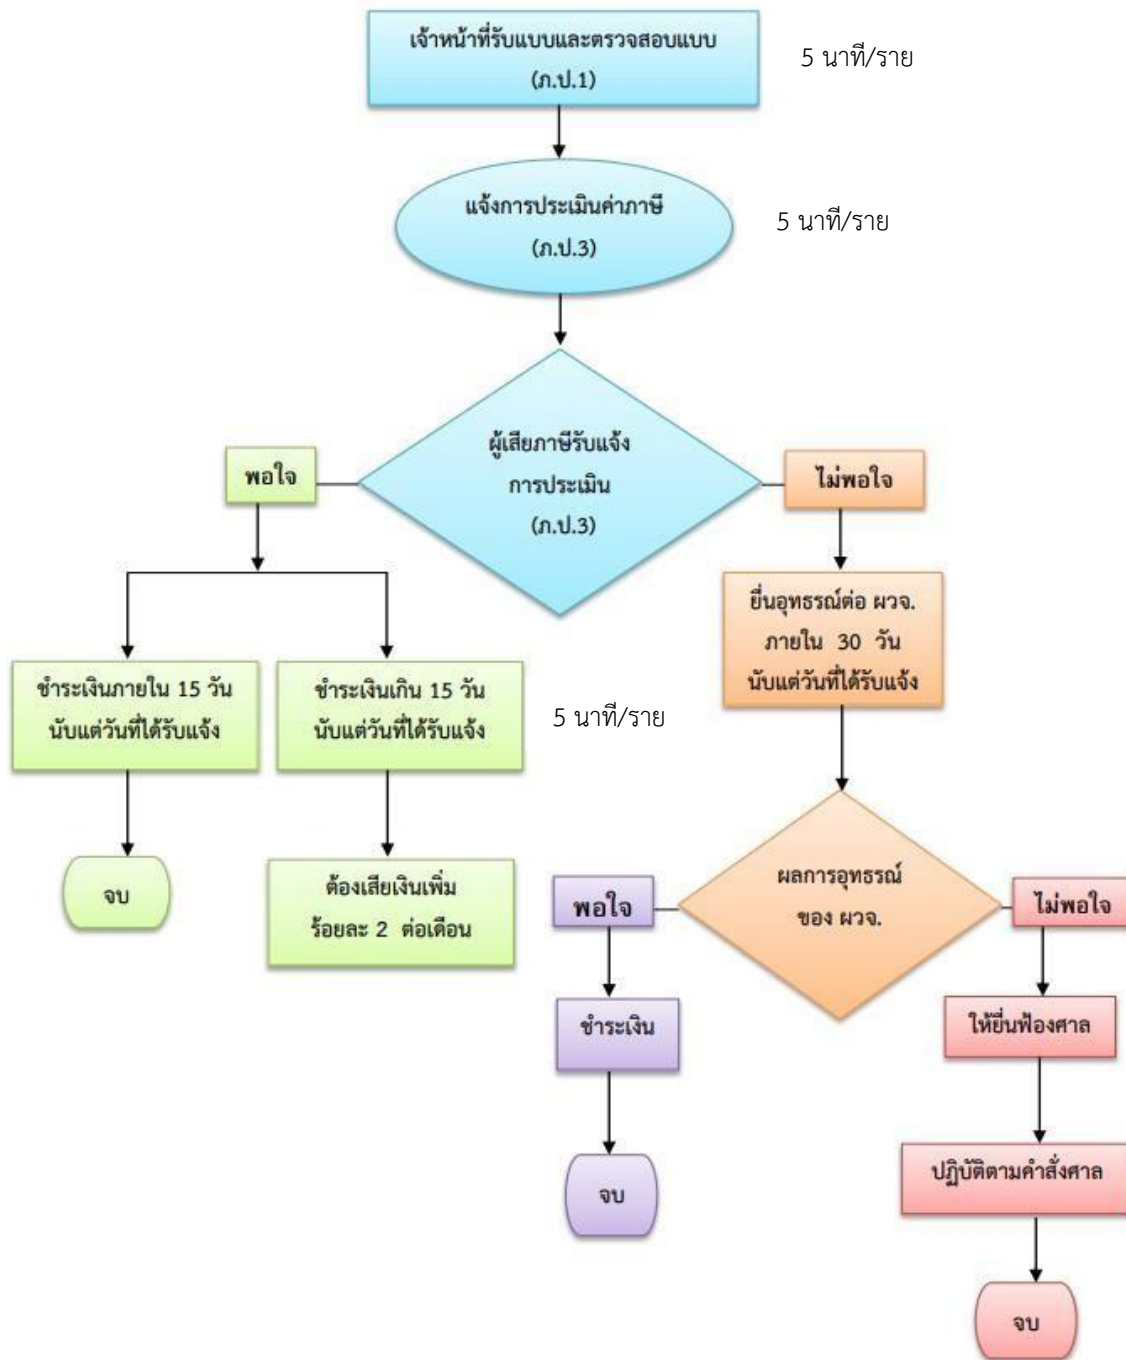 เจ้าหน้าที่รับแบบและตรวจสอบแบบ
(ภ.ป.1)
5 นาที/ราย
แจ้งการประเมินค่าภาษี
(ภ.ป.3)
5 นาที/ราย
ผู้เสียภาษีรับแจ้ง
การประเมิน
(ภ.ป.3)
พอใจ
ไม่พอใจ
ยื่นอุทธรณ์ต่อ ผวจ.
ภายใน 30 วัน
นับแต่วันที่ได้รับแจ้ง
ชำระเงินภายใน 15 วัน
นับแต่วันที่ได้รับแจ้ง
ชำระเงินเกิน 15 วัน
นับแต่วันที่ได้รับแจ้ง
5 นาที/ราย
จบ
ต้องเสียเงินเพิ่ม
ร้อยละ 2 ต่อเดือน
ผลการอุทธรณ์
ของ ผวจ.
พอใจ
ไม่พอใจ
ชำระเงิน
ให้ยื่นฟ้องศาล
จบ
ปฏิบัติตามคำสั่งศาล
จบ